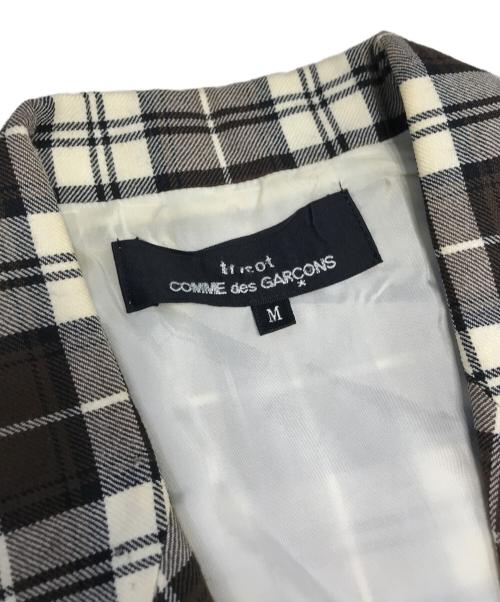 tricot
COMME des GARÇONS
*
M